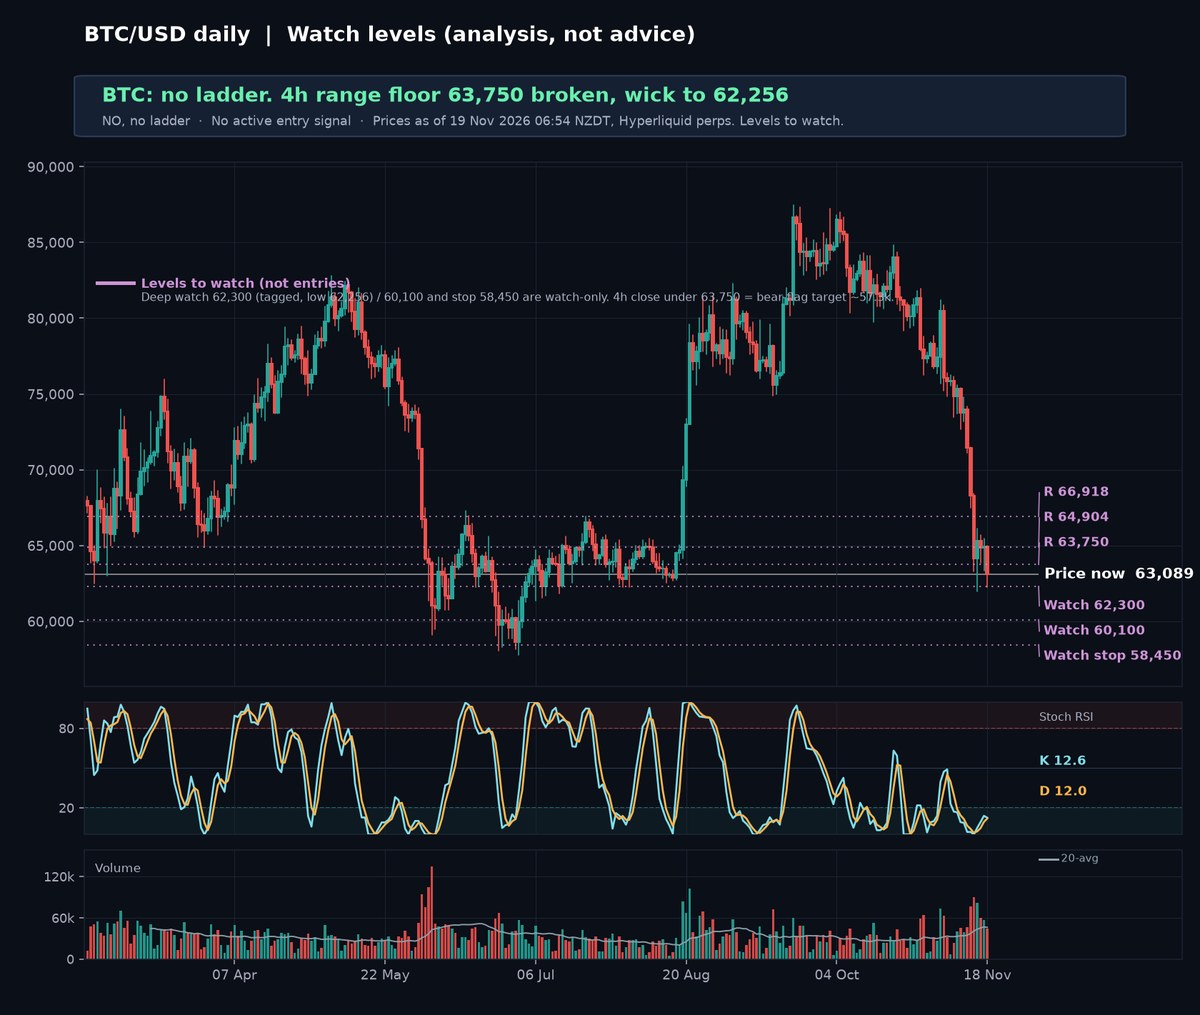 BTC/USD daily | Watch levels (analysis, not advice)
BTC: no ladder. 4h range floor 63,750 broken, wick to 62,256
NO, no ladder · No active entry signal · Prices as of 19 Nov 2026 06:54 NZDT, Hyperliquid perps. Levels to watch.
90,000
85,000
Levels to watch (not entries)
Deep watch 62,300 (tagged, low 62,256) / 60,100 and stop 58,450 are watch-only. 4h close under 63,750 = bear-flag target ~57.3k.
80,000
75,000
70,000
R 66,918
R 64,904
65,000
R 63,750
Price now 63,089
Watch 62,300
60,000
Watch 60,100
Watch stop 58,450
Stoch RSI
80
K 12.6
D 12.0
20
20-avg
Volume
120k
60k
0
07 Apr
22 May
06 Jul
20 Aug
04 Oct
18 Nov